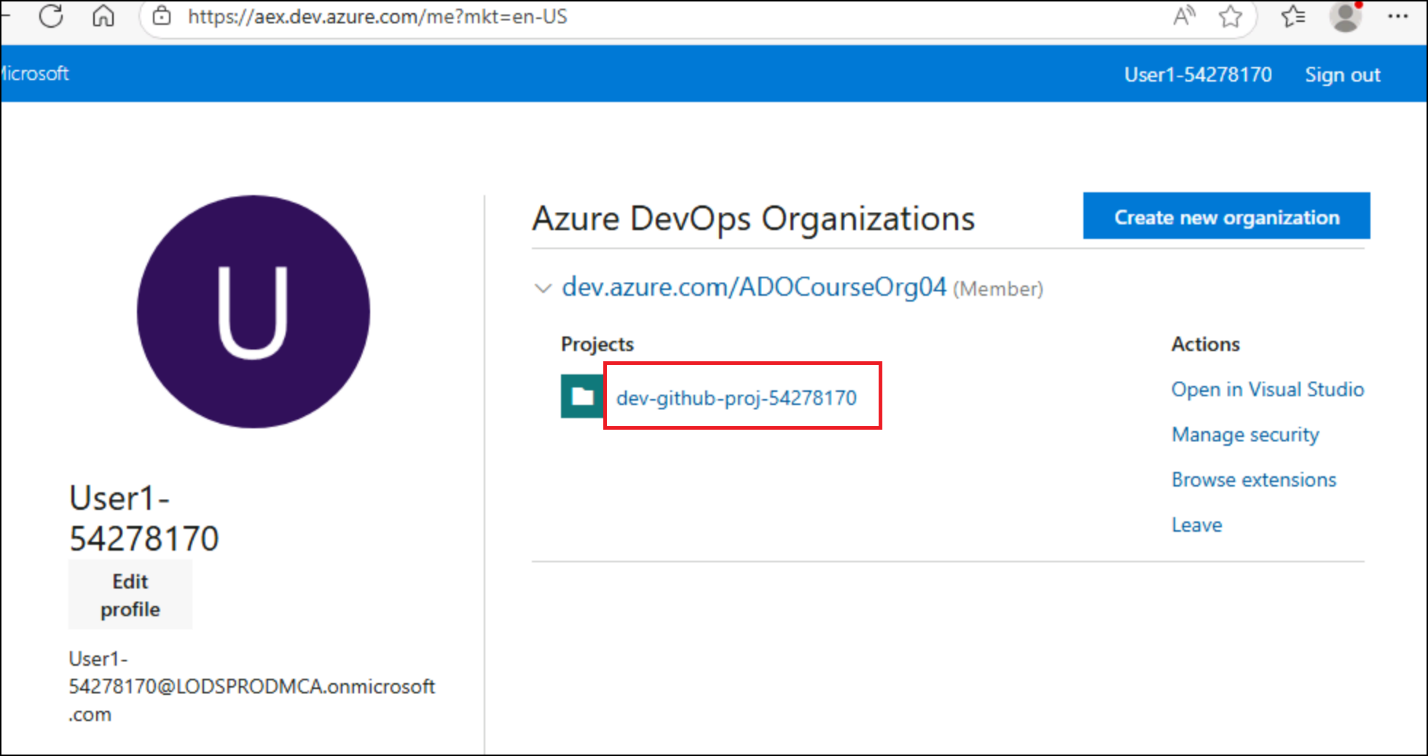 https://aex.dev.azure.com/me?mkt=en-US
Microsoft
User1-54278170
Sign out
U
Azure DevOps Organizations
Create new organization
dev.azure.com/ADOCourseOrg04 (Member)
Projects
Actions
dev-github-proj-54278170
Open in Visual Studio
Manage security
Browse extensions
Leave
User1-
54278170
Edit
profile
User1-
54278170@LODSPRODMCA.onmicrosoft
.com